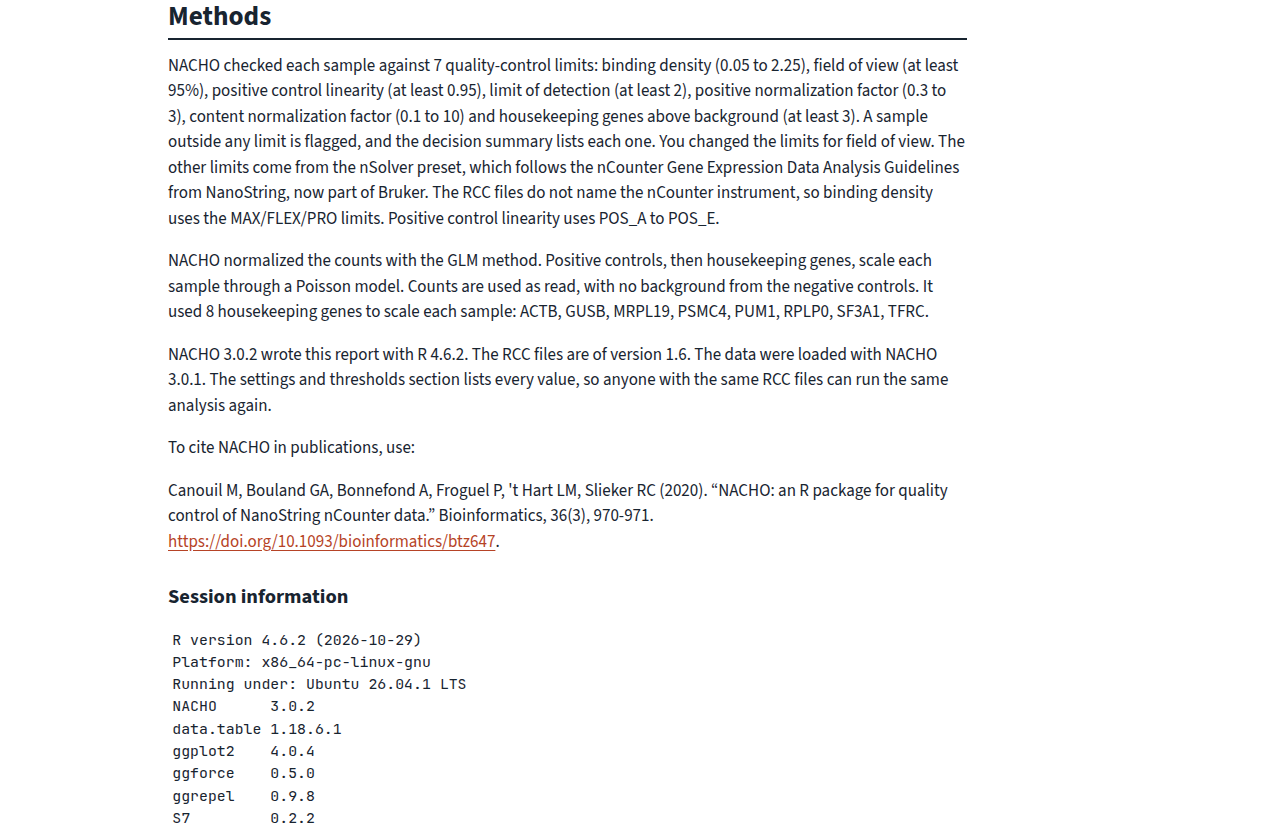 Methods
NACHO checked each sample against 7 quality-control limits: binding density (0.05 to 2.25), field of view (at least
95%), positive control linearity (at least 0.95), limit of detection (at least 2), positive normalization factor (0.3 to
3), content normalization factor (0.1 to 10) and housekeeping genes above background (at least 3). A sample
outside any limit is flagged, and the decision summary lists each one. You changed the limits for field of view. The
other limits come from the nSolver preset, which follows the nCounter Gene Expression Data Analysis Guidelines
from NanoString, now part of Bruker. The RCC files do not name the nCounter instrument, so binding density
uses the MAX/FLEX/PRO limits. Positive control linearity uses POS_A to POS_E.
NACHO normalized the counts with the GLM method. Positive controls, then housekeeping genes, scale each
sample through a Poisson model. Counts are used as read, with no background from the negative controls. It
used 8 housekeeping genes to scale each sample: ACTB, GUSB, MRPL19, PSMC4, PUM1, RPLP0, SF3A1, TFRC.
NACHO 3.0.2 wrote this report with R 4.6.2. The RCC files are of version 1.6. The data were loaded with NACHO
3.0.1. The settings and thresholds section lists every value, so anyone with the same RCC files can run the same
analysis again.
To cite NACHO in publications, use:
Canouil M, Bouland GA, Bonnefond A, Froguel P, 't Hart LM, Slieker RC (2020). “NACHO: an R package for quality
control of NanoString nCounter data.” Bioinformatics, 36(3), 970-971.
https://doi.org/10.1093/bioinformatics/btz647.
Session information
R version 4.6.2 (2026-10-29)
Platform: x86_64-pc-linux-gnu
Running under: Ubuntu 26.04.1 LTS
NACHO 3.0.2
data.table 1.18.6.1
ggplot2 4.0.4
ggforce 0.5.0
ggrepel 0.9.8
S7 0.2.2